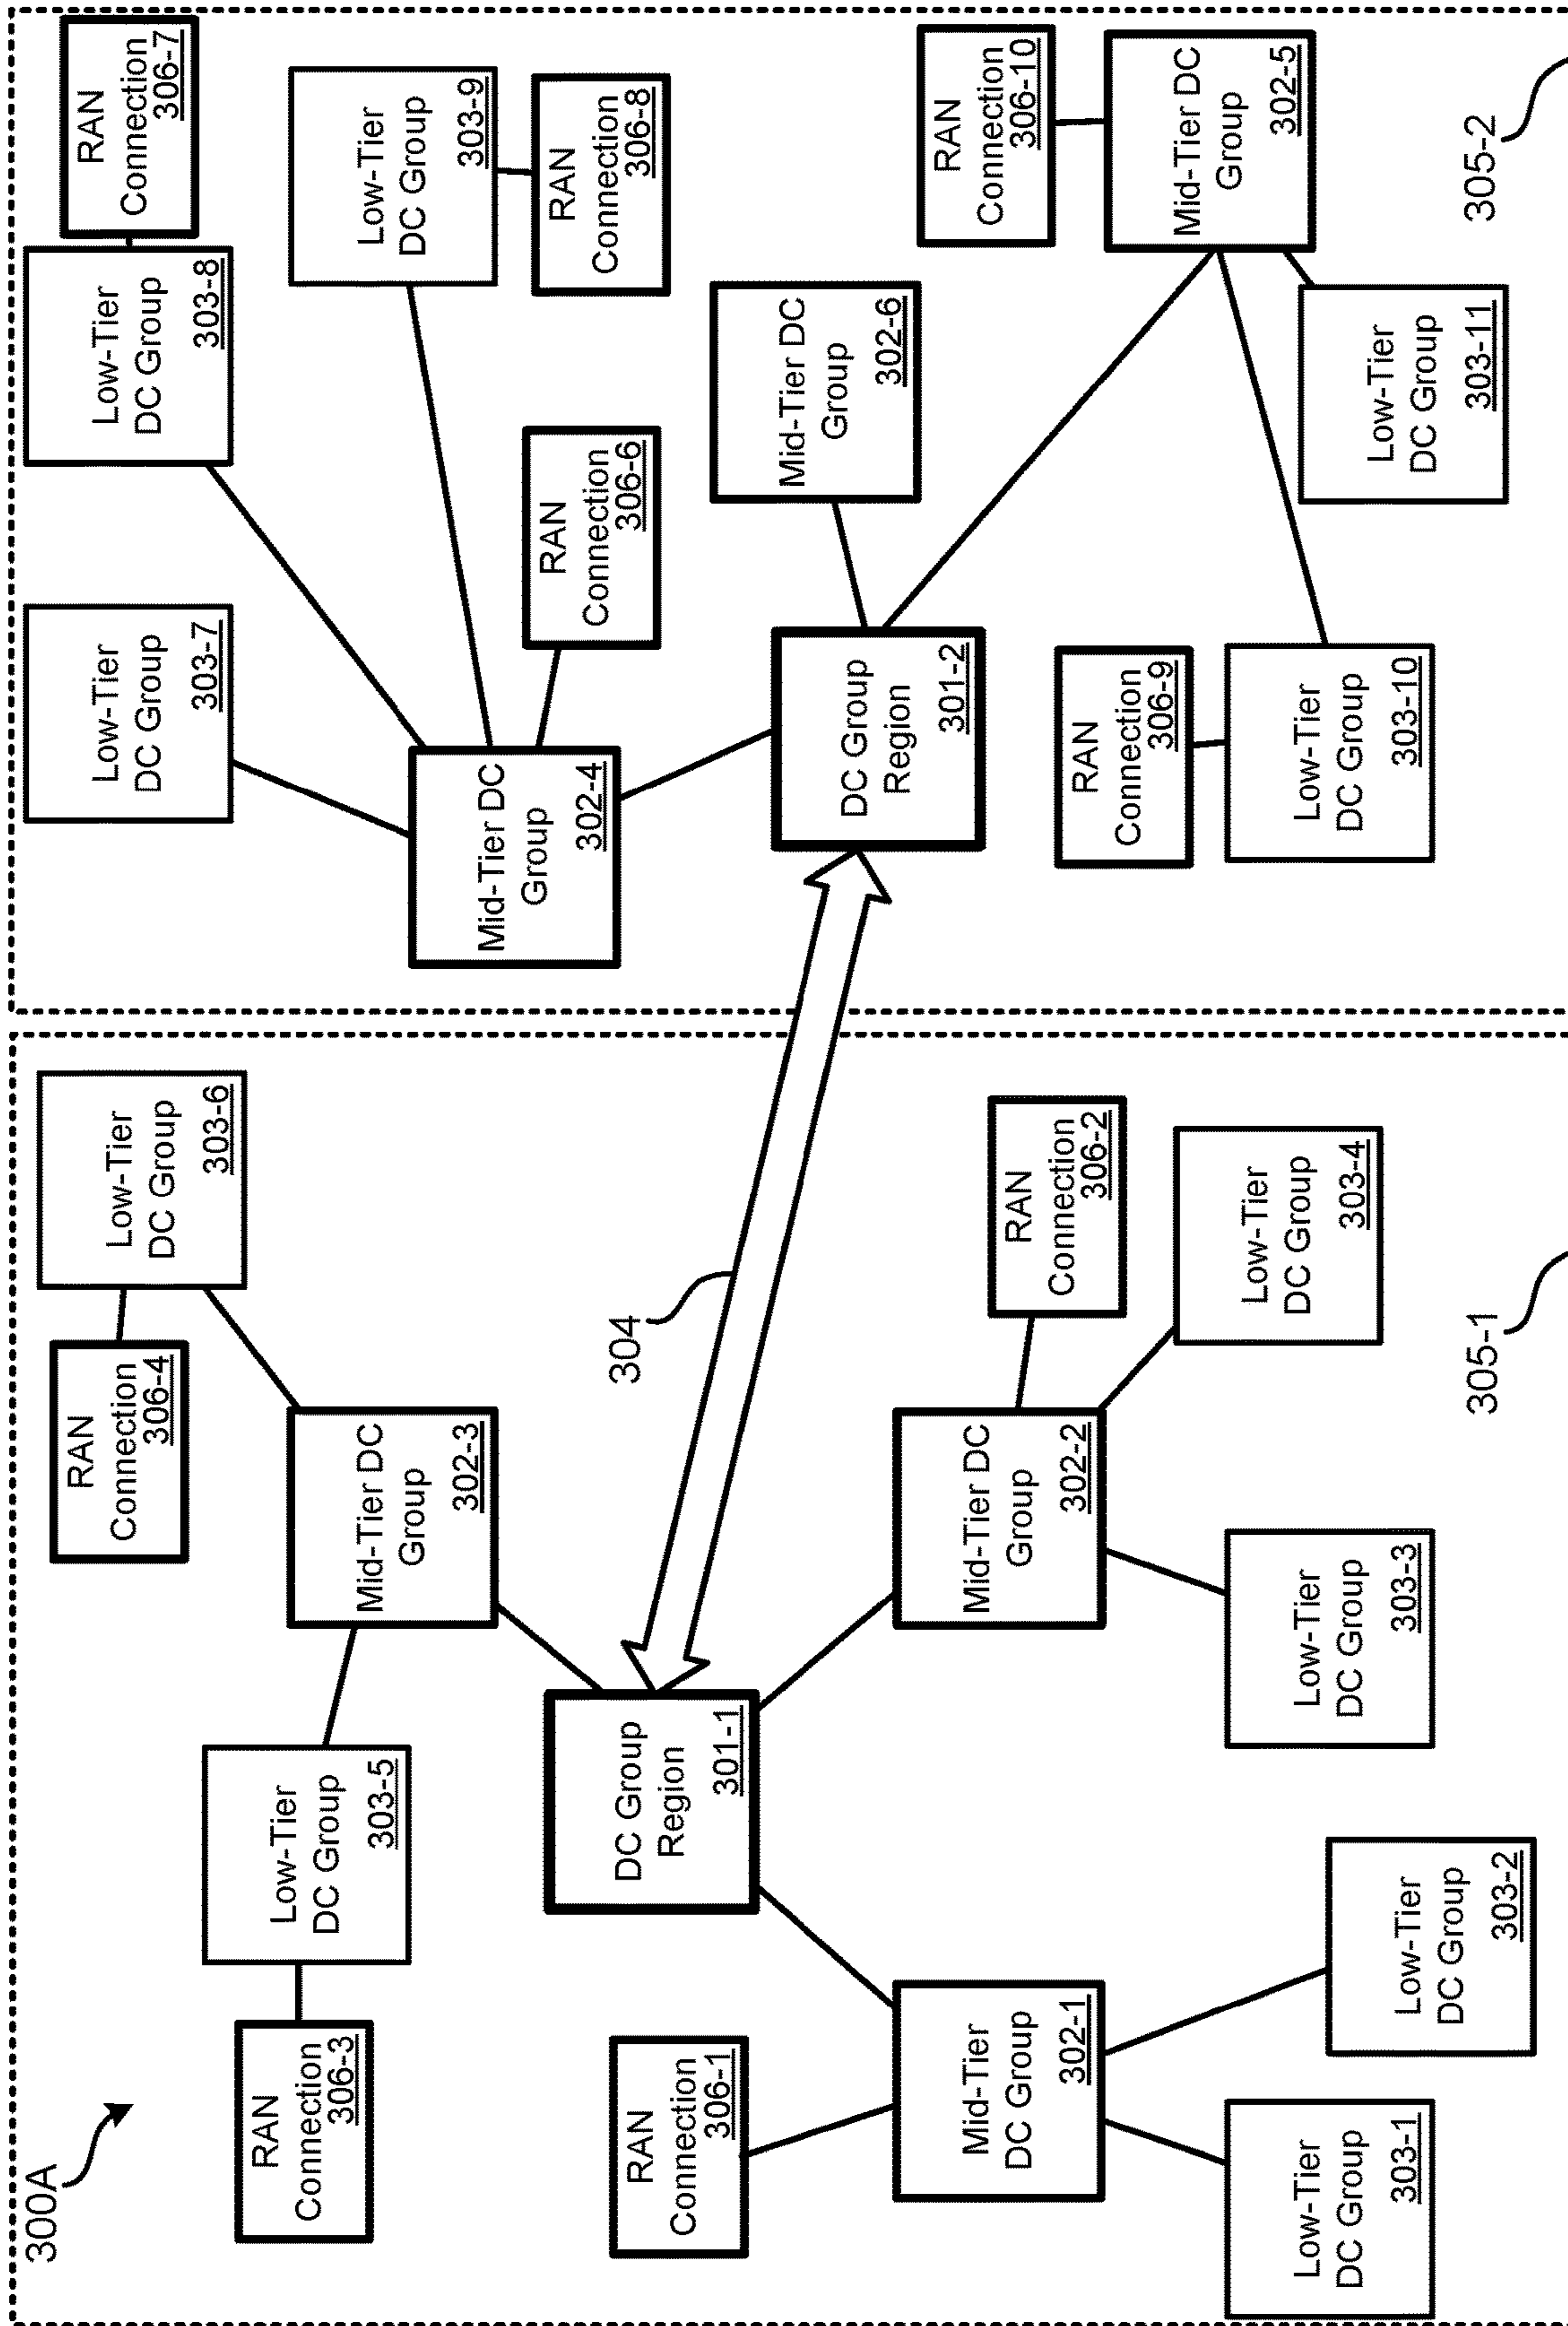 300A
RAN
Connection
306-3
Low-Tier
DC Group
303-5
RAN
Connection
306-4
Low-Tier
DC Group
303-6
Mid-Tier DC
Group
302-3
RAN
Connection
306-1
DC Group
Region
301-1
304
Mid-Tier
DC Group
302-1
Mid-Tier DC
Group
302-2
RAN
Connection
306-2
Low-Tier
DC Group
303-1
Low-Tier
DC Group
303-2
Low-Tier
DC Group
303-3
Low-Tier
DC Group
303-4
305-1
Low-Tier
DC Group
303-7
Low-Tier
DC Group
303-8
RAN
Connection
306-7
Low-Tier
DC Group
303-9
RAN
Connection
306-8
Mid-Tier DC
Group
302-4
RAN
Connection
306-6
DC Group
Region
301-2
Mid-Tier DC
Group
302-6
RAN
Connection
306-10
Mid-Tier DC
Group
302-5
RAN
Connection
306-9
Low-Tier
DC Group
303-10
Low-Tier
DC Group
303-11
305-2